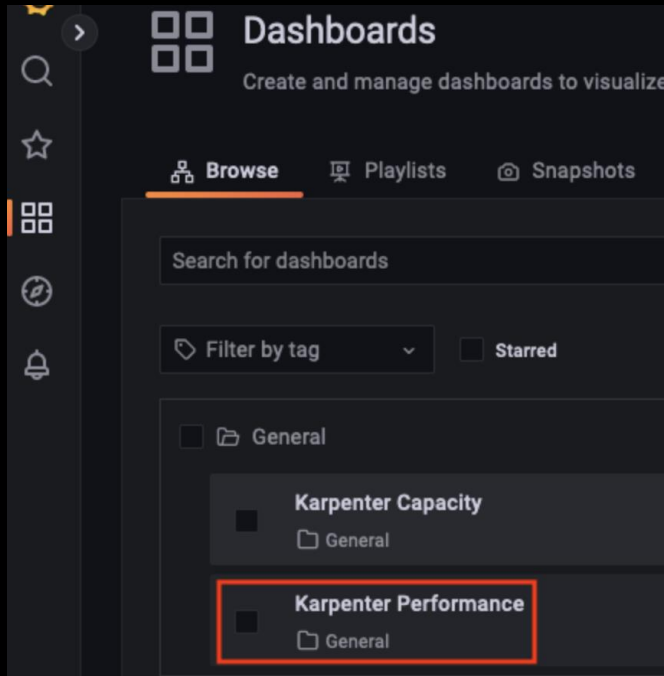 Dashboards
Create and manage dashboards to visualize
Browse Playlists Snapshots
Search for dashboards
Filter by tag Starred
General
Karpenter Capacity
General
Karpenter Performance
General